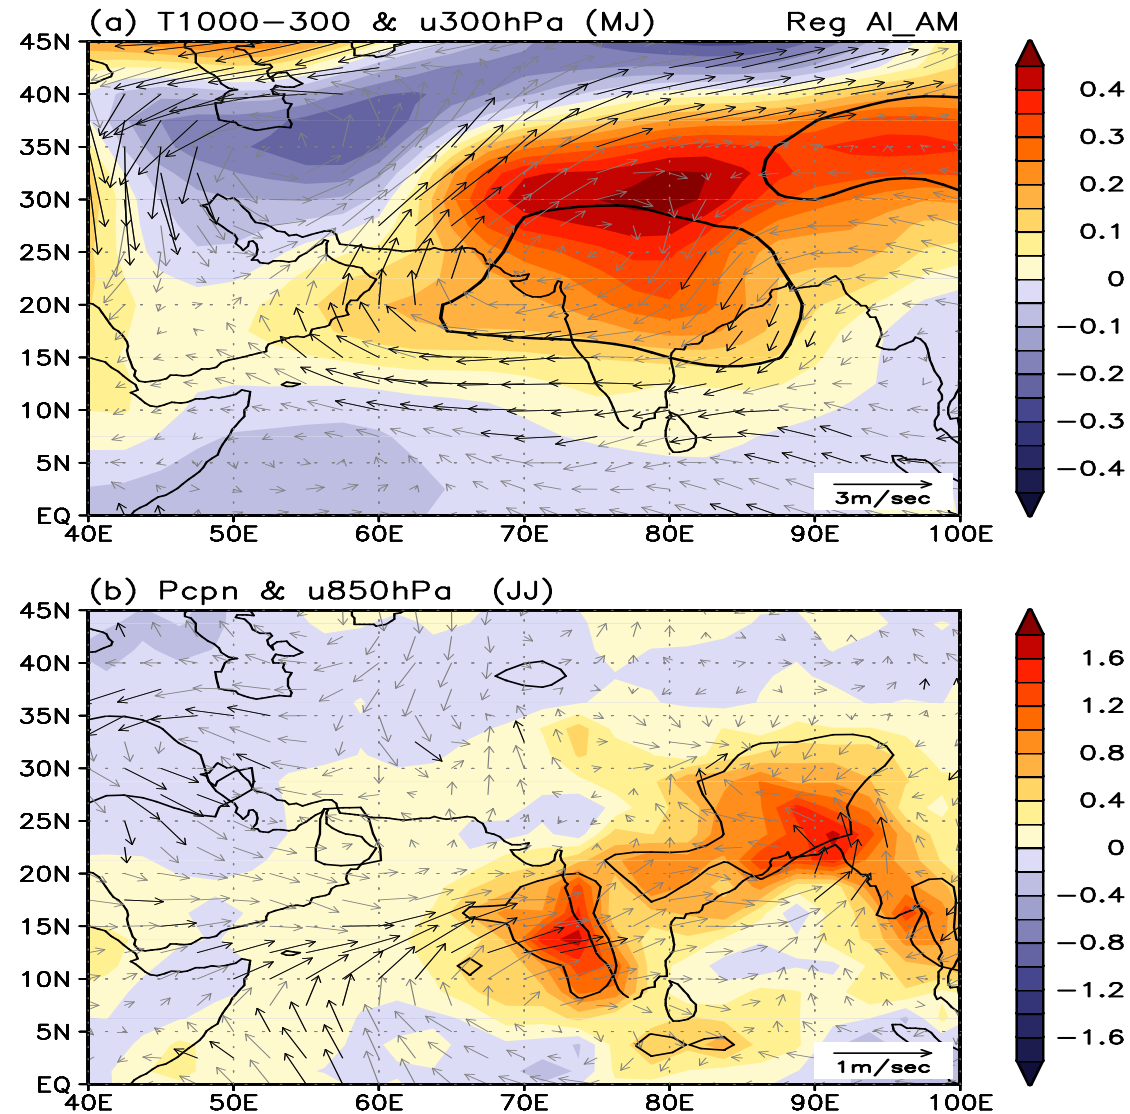 (a) T1000-300 & u300hPa (MJ) Reg AI_AM
45N
40N
35N
30N
25N
20N
15N
10N
5N
EQ
40E 50E 60E 70E 80E 90E 100E
3m/sec
0.4
0.3
0.2
0.1
0
-0.1
-0.2
-0.3
-0.4
(b) Pcpn & u850hPa (JJ)
45N
40N
35N
30N
25N
20N
15N
10N
5N
EQ
40E 50E 60E 70E 80E 90E 100E
1m/sec
1.6
1.2
0.8
0.4
0
-0.4
-0.8
-1.2
-1.6